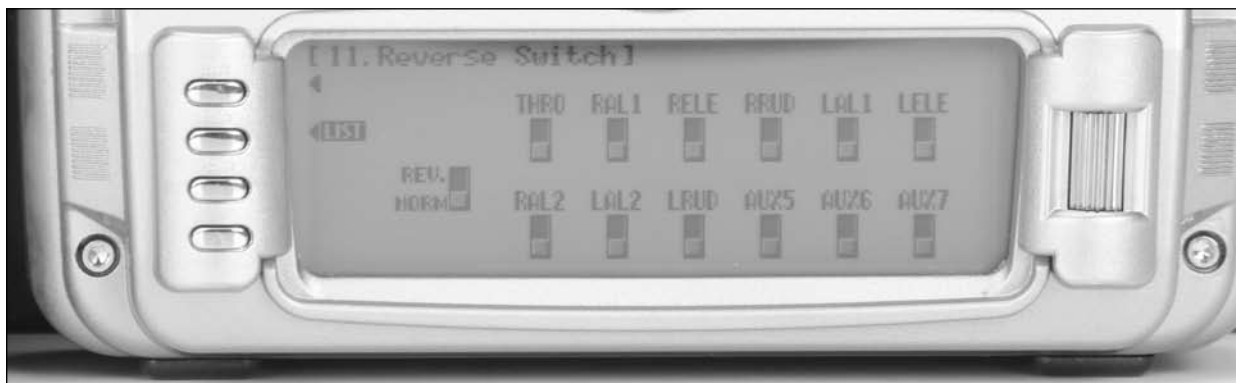 [11.Reverse Switch]
THRO RAL1 RELE RRUD LAL1 LELE
LIST
REV.
NORM
RAL2 LAL2 LRUD AUX5 AUX6 AUX7